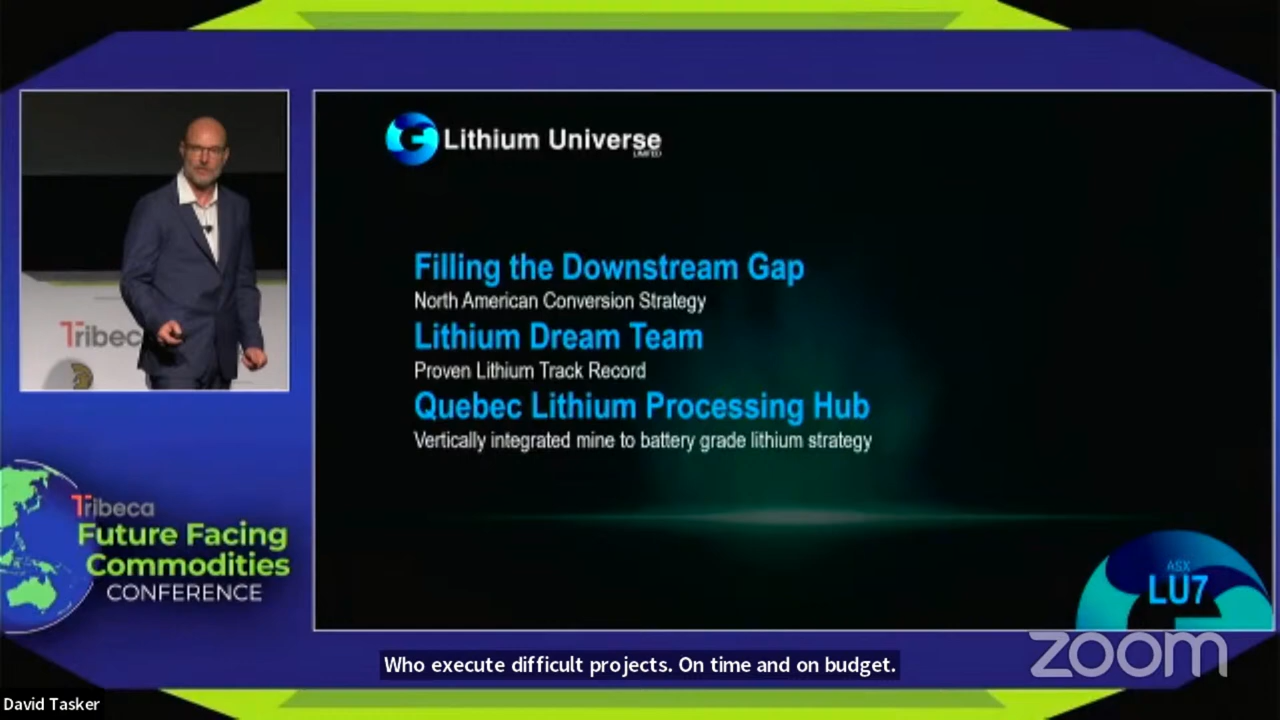 Lithium Universe
LIMITED
Filling the Downstream Gap
North American Conversion Strategy
Lithium Dream Team
Proven Lithium Track Record
Quebec Lithium Processing Hub
Vertically integrated mine to battery grade lithium strategy
Tribec
Tribeca
Future Facing
Commodities
CONFERENCE
ASX
LU7
zoom
Who execute difficult projects. On time and on budget.
David Tasker